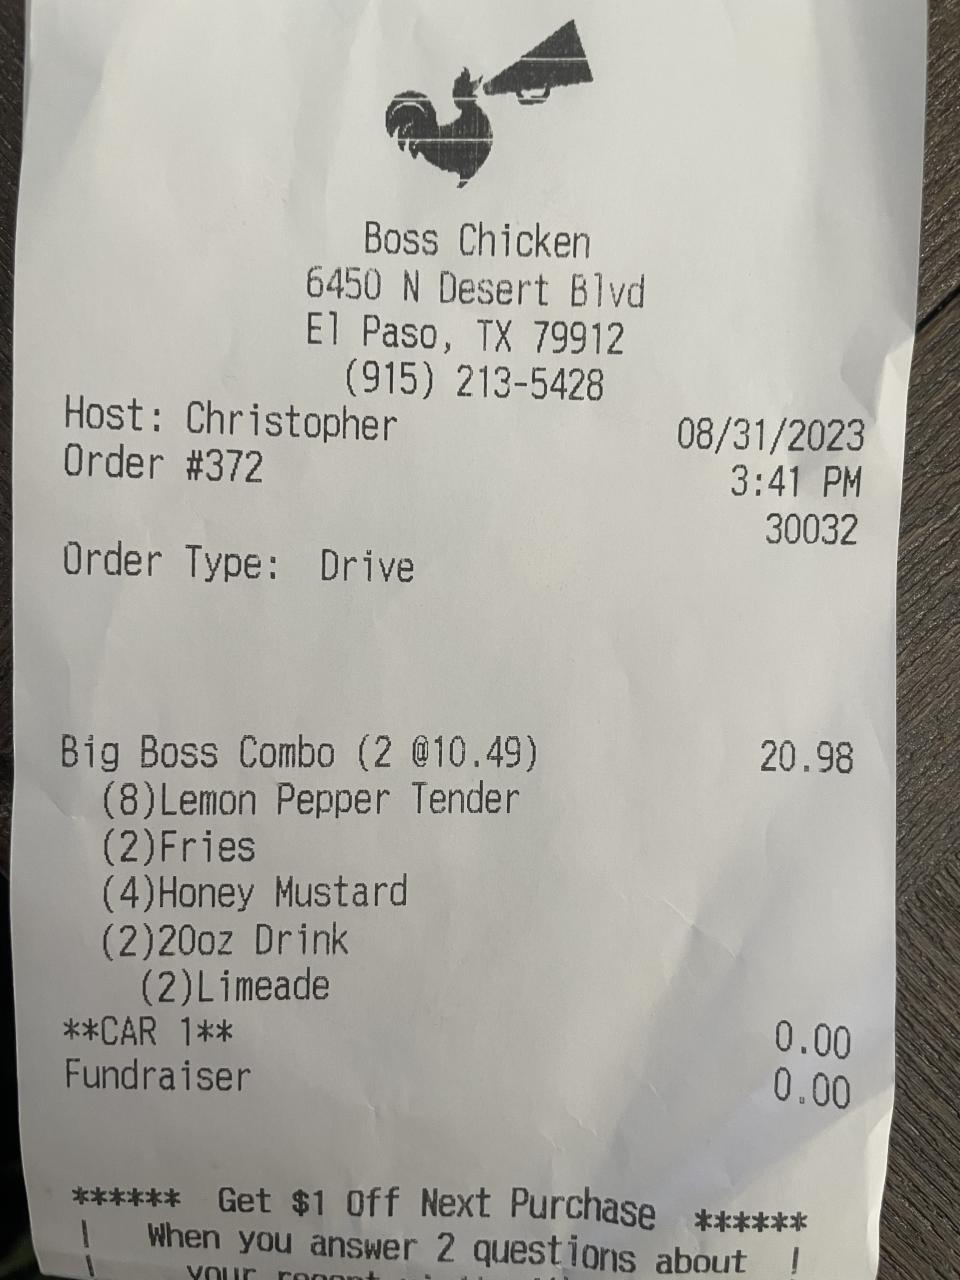 Boss Chicken
6450 N Desert Blvd
El Paso, TX 79912
(915) 213-5428
Host: Christopher 08/31/2023
Order #372 3:41 PM
30032
Order Type: Drive
Big Boss Combo (2 @10.49) 20.98
(8)Lemon Pepper Tender
(2)Fries
(4)Honey Mustard
(2)20oz Drink
(2)Limeade
**CAR 1** 0.00
Fundraiser 0.00
****** Get $1 Off Next Purchase ******
! When you answer 2 questions about !
your recent